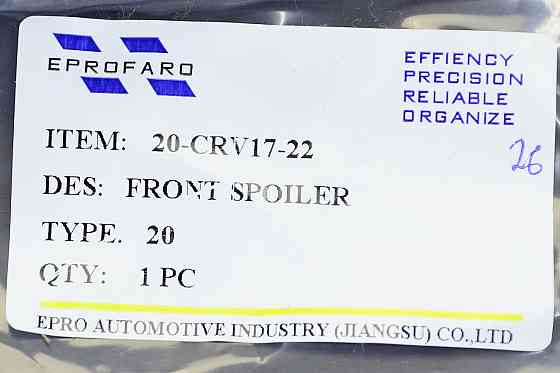 EPROFARO
EFFIENCY
PRECISION
RELIABLE
ORGANIZE
26
ITEM: 20-CRV17-22
DES: FRONT SPOILER
TYPE. 20
QTY: 1 PC
EPRO AUTOMOTIVE INDUSTRY (JIANGSU) CO.,LTD